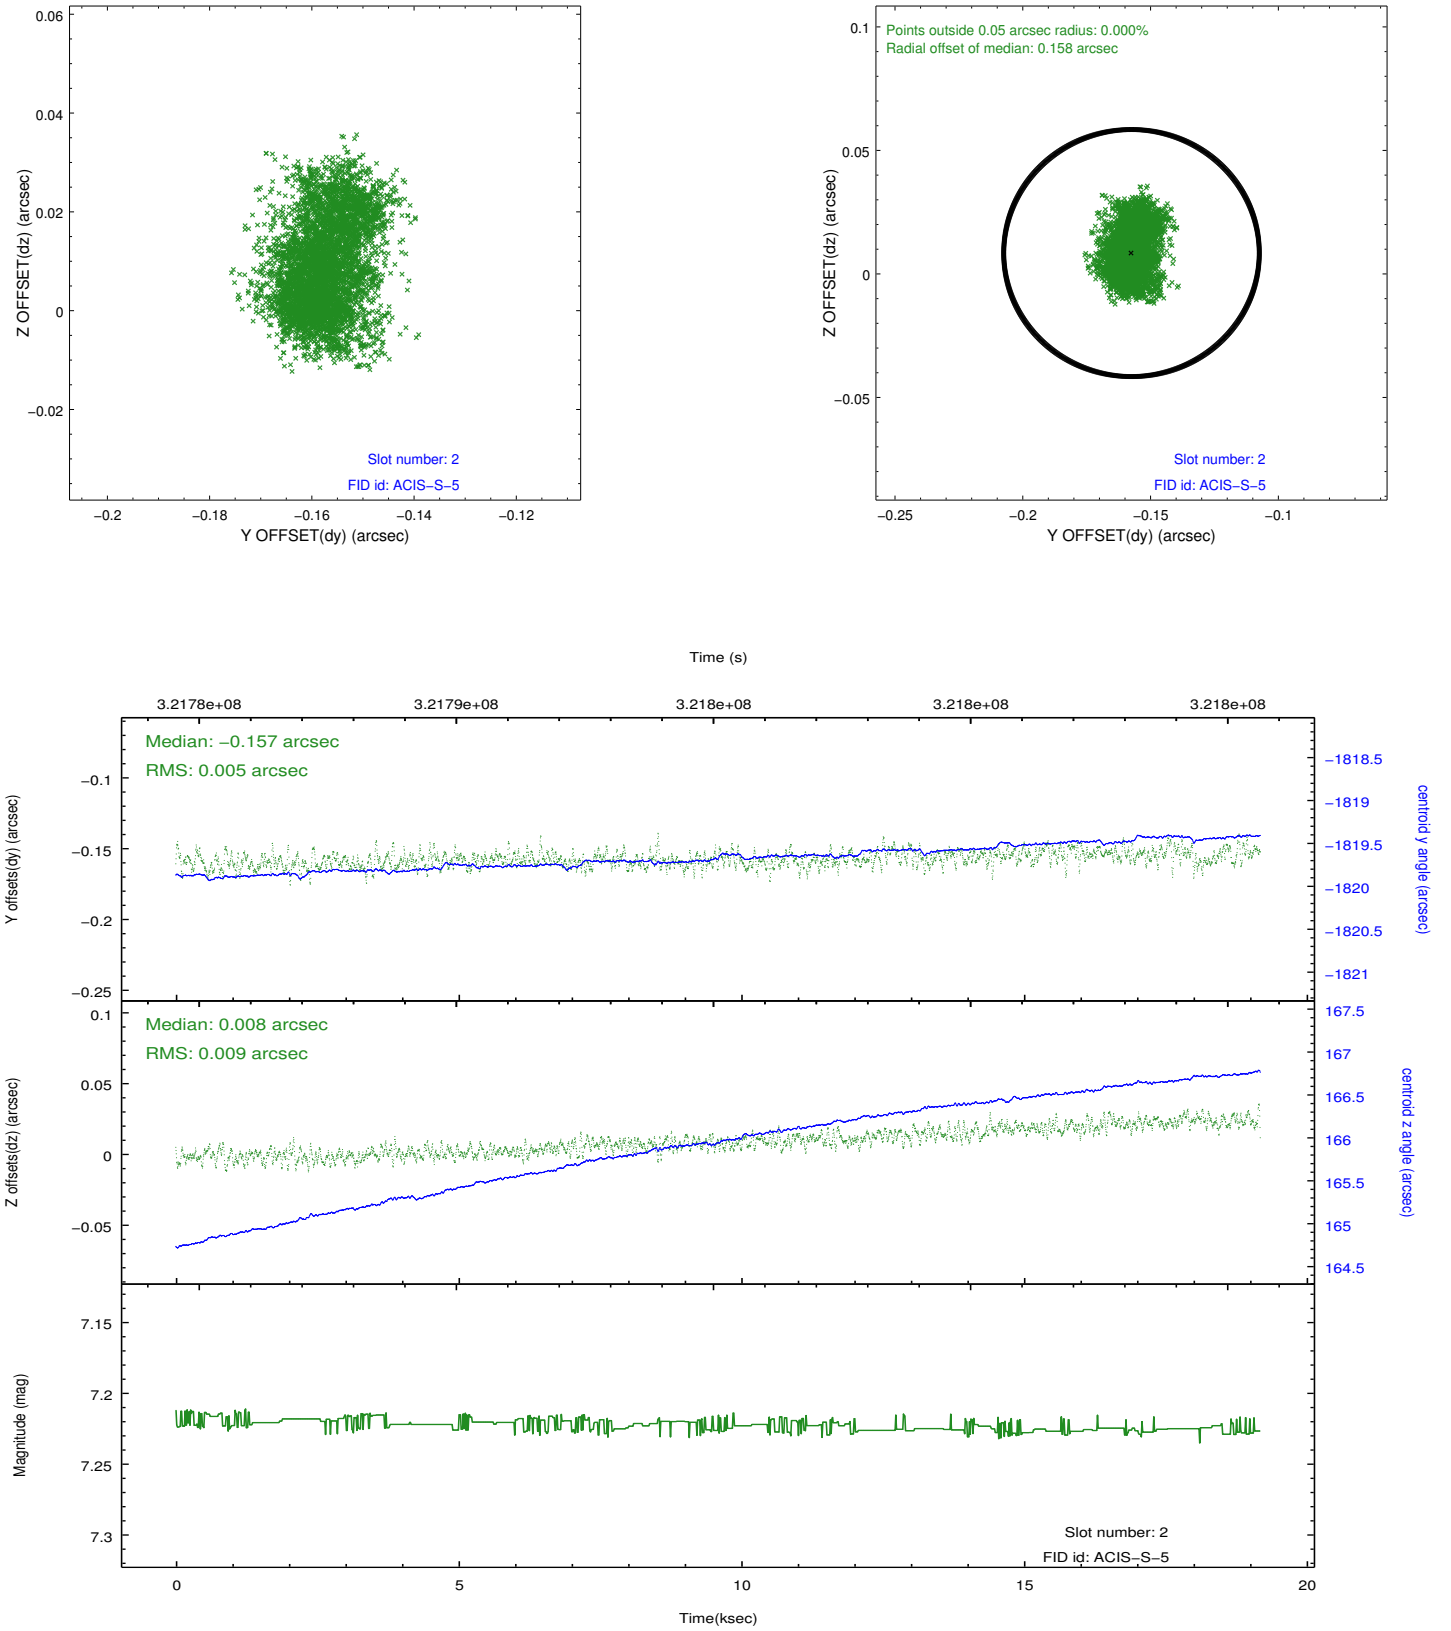 0.06
0.04
0.02
0
−0.02
Z OFFSET(dz) (arcsec)
Slot number: 2
FID id: ACIS−S−5
−0.2
−0.18
−0.16
−0.14
−0.12
Y OFFSET(dy) (arcsec)
Points outside 0.05 arcsec radius: 0.000%
Radial offset of median: 0.158 arcsec
0.1
0.05
0
−0.05
Z OFFSET(dz) (arcsec)
Slot number: 2
FID id: ACIS−S−5
−0.25
−0.2
−0.15
−0.1
Y OFFSET(dy) (arcsec)
Time (s)
3.2178e+08
3.2179e+08
3.218e+08
3.218e+08
3.218e+08
Median: −0.157 arcsec
RMS: 0.005 arcsec
−0.1
−0.15
−0.2
−0.25
Y offsets(dy) (arcsec)
−1818.5
−1819
−1819.5
−1820
−1820.5
−1821
centroid y angle (arcsec)
Median: 0.008 arcsec
RMS: 0.009 arcsec
0.1
0.05
0
−0.05
Z offsets(dz) (arcsec)
167.5
167
166.5
166
165.5
165
164.5
centroid z angle (arcsec)
7.15
7.2
7.25
7.3
Magnitude (mag)
Slot number: 2
FID id: ACIS−S−5
0
5
10
15
20
Time(ksec)